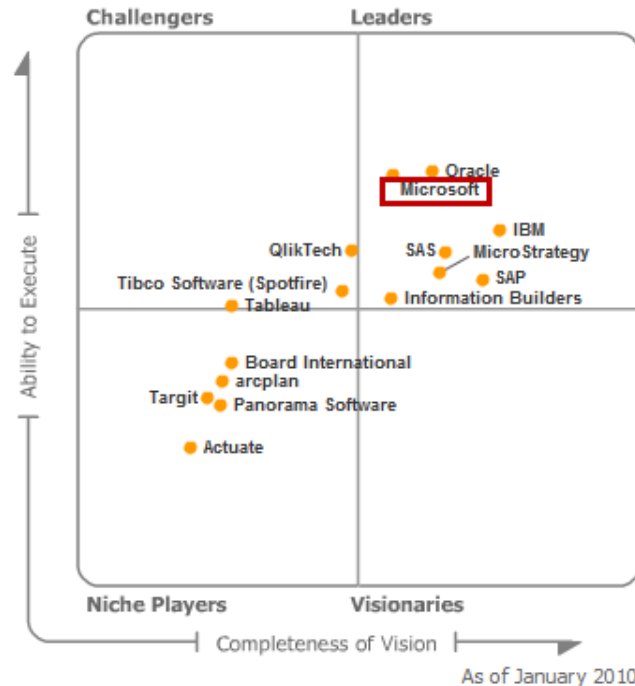 Challengers
Leaders
Ability to Execute
Oracle
Microsoft
IBM
QlikTech
SAS
MicroStrategy
Tibco Software (Spotfire)
SAP
Tableau
Information Builders
Board International
arcplan
Targit
Panorama Software
Actuate
Niche Players
Visionaries
Completeness of Vision
As of January 2010